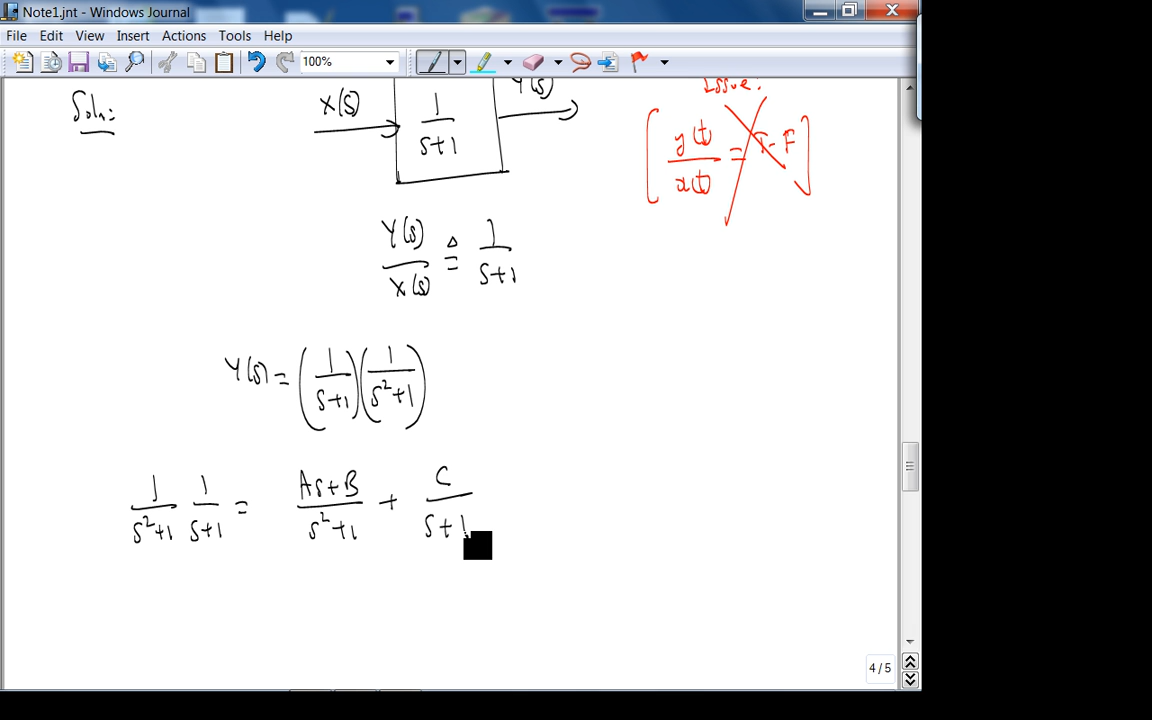 Note1.jnt - Windows Journal
File Edit View Insert Actions Tools Help
100%
Issue:
Soln:
X(s)
1
s+1
Y(s)
[ y(t) / x(t) = T-F ]
Y(s) / X(s) ≜ 1 / s+1
Y(s) = (1 / s+1)(1 / s²+1)
1 / s²+1 1 / s+1 = As+B / s²+1 + C / s+1
4 / 5